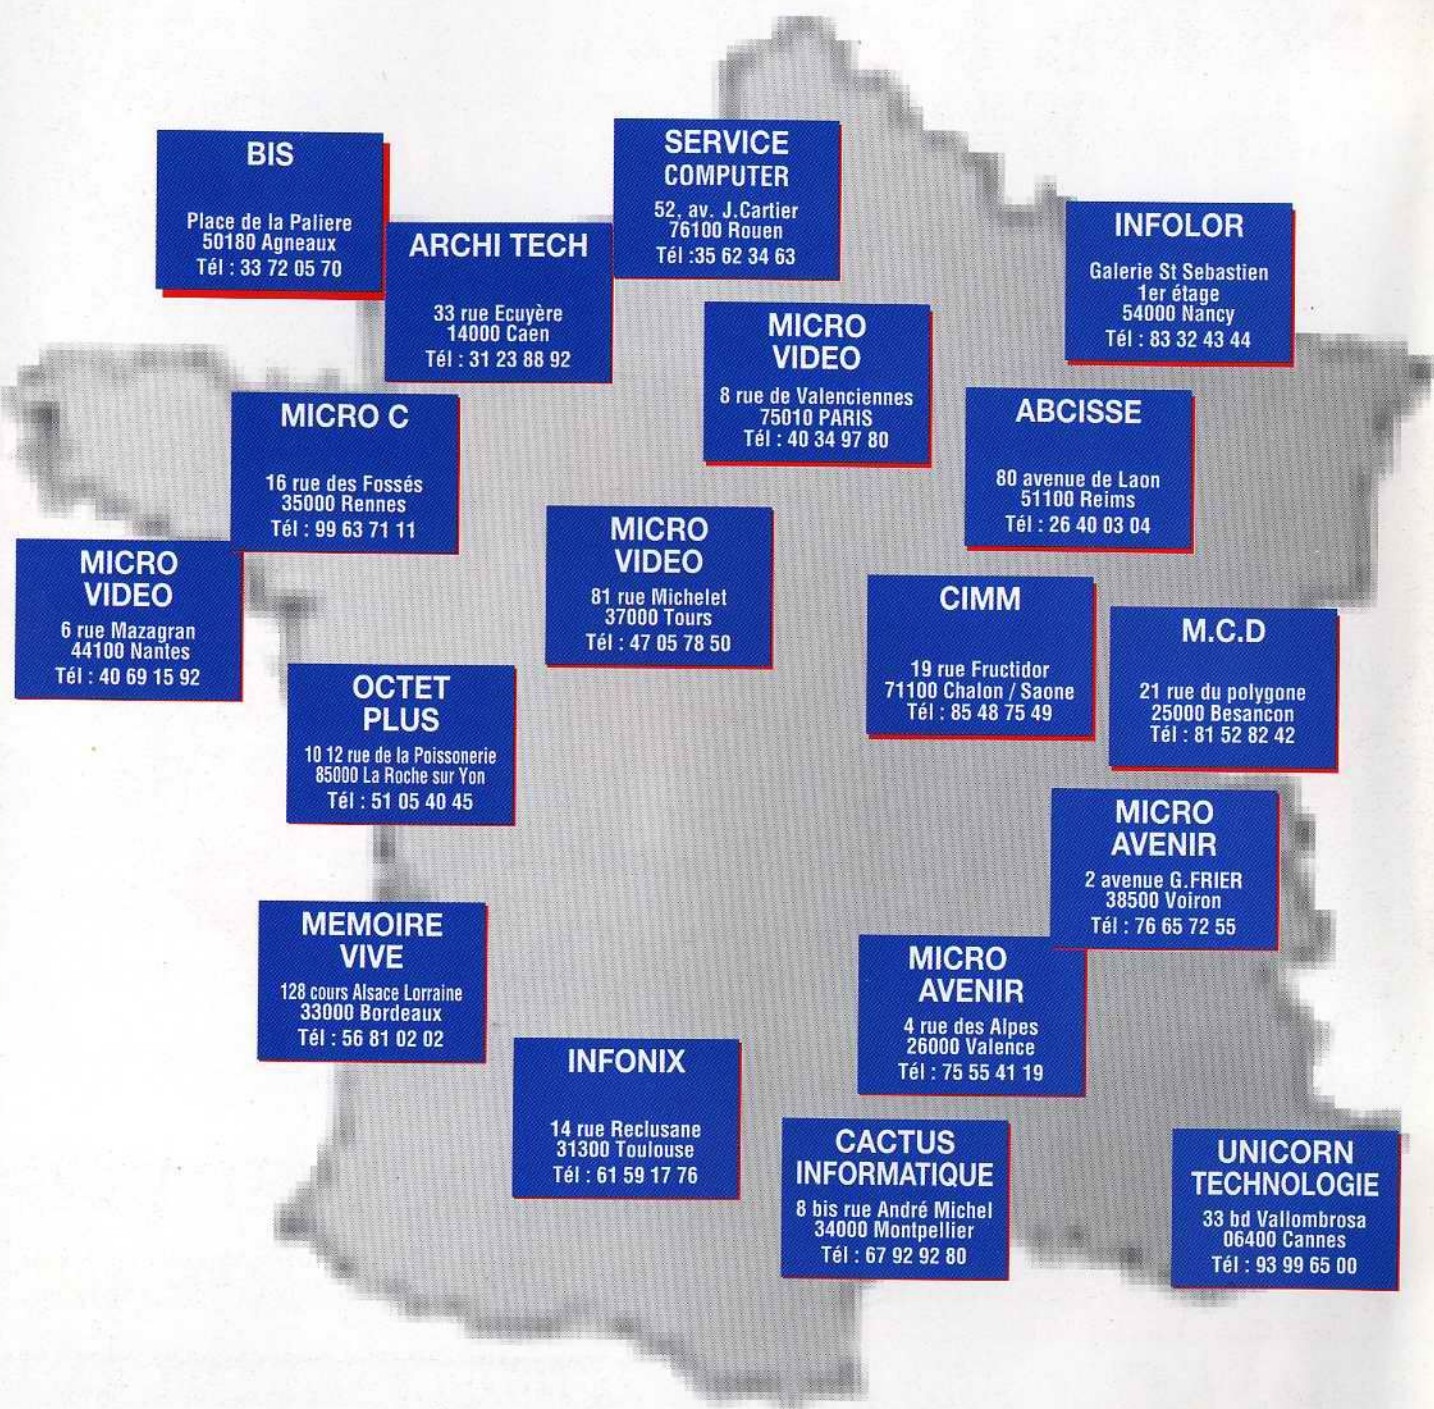 BIS
Place de la Paliere
50180 Agneaux
Tél : 33 72 05 70
ARCHI TECH
33 rue Ecuyère
14000 Caen
Tél : 31 23 88 92
SERVICE
COMPUTER
52, av. J.Cartier
76100 Rouen
Tél :35 62 34 63
INFOLOR
Galerie St Sebastien
1er étage
54000 Nancy
Tél : 83 32 43 44
MICRO
VIDEO
8 rue de Valenciennes
75010 PARIS
Tél : 40 34 97 80
MICRO C
16 rue des Fossés
35000 Rennes
Tél : 99 63 71 11
ABCISSE
80 avenue de Laon
51100 Reims
Tél : 26 40 03 04
MICRO
VIDEO
6 rue Mazagran
44100 Nantes
Tél : 40 69 15 92
MICRO
VIDEO
81 rue Michelet
37000 Tours
Tél : 47 05 78 50
CIMM
19 rue Fructidor
71100 Chalon / Saone
Tél : 85 48 75 49
M.C.D
21 rue du polygone
25000 Besancon
Tél : 81 52 82 42
OCTET
PLUS
10 12 rue de la Poissonerie
85000 La Roche sur Yon
Tél : 51 05 40 45
MICRO
AVENIR
2 avenue G.FRIER
38500 Voiron
Tél : 76 65 72 55
MEMOIRE
VIVE
128 cours Alsace Lorraine
33000 Bordeaux
Tél : 56 81 02 02
MICRO
AVENIR
4 rue des Alpes
26000 Valence
Tél : 75 55 41 19
INFONIX
14 rue Reclusane
31300 Toulouse
Tél : 61 59 17 76
CACTUS
INFORMATIQUE
8 bis rue André Michel
34000 Montpellier
Tél : 67 92 92 80
UNICORN
TECHNOLOGIE
33 bd Vallombrosa
06400 Cannes
Tél : 93 99 65 00